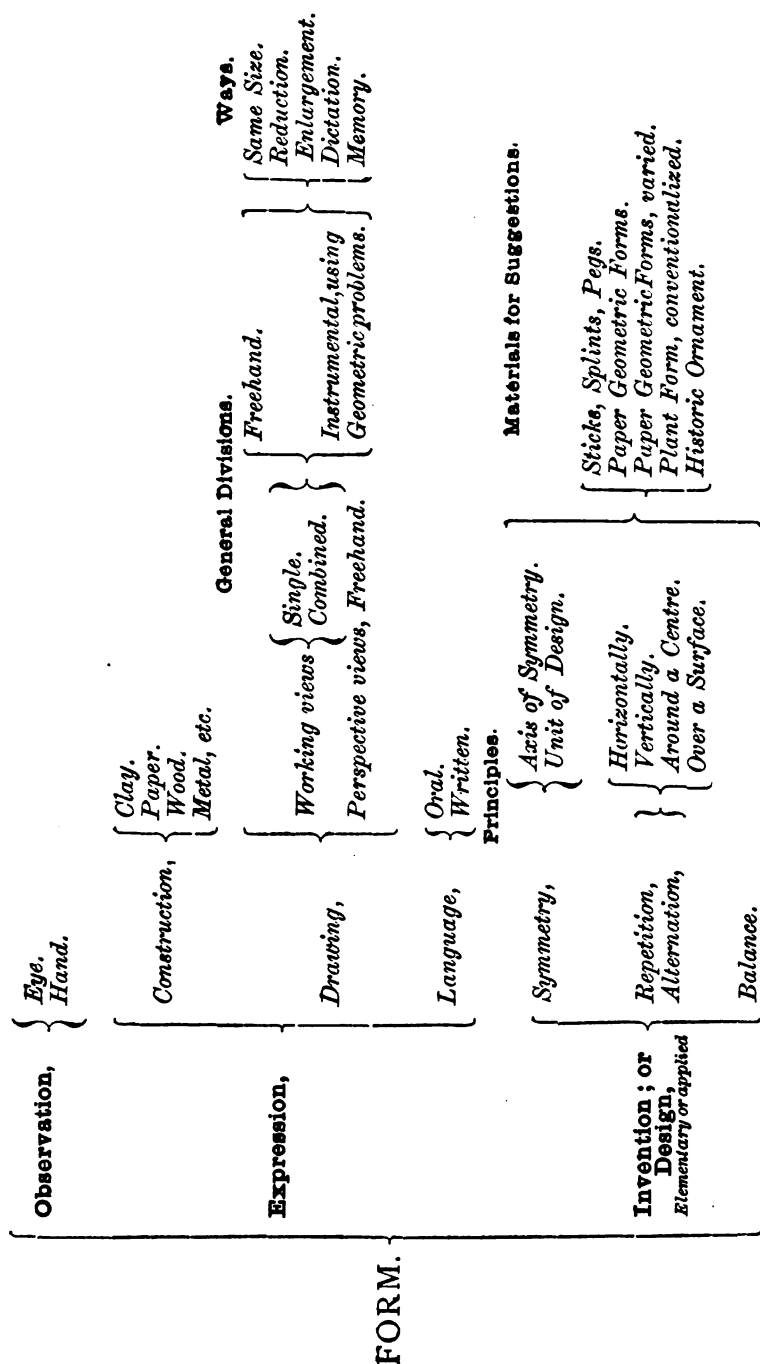 FORM.
Observation,
Eye.
Hand.
Expression,
Construction,
Clay.
Paper.
Wood.
Metal, etc.
Drawing,
General Divisions.
Working views
Single.
Combined.
Perspective views, Freehand.
Freehand.
Instrumental, using
Geometric problems.
Ways.
Same Size.
Reduction.
Enlargement.
Dictation.
Memory.
Language,
Oral.
Written.
Invention; or
Design,
Elementary or applied
Principles.
Symmetry,
Axis of Symmetry.
Unit of Design.
Repetition,
Alternation,
Horizontally.
Vertically.
Around a Centre.
Over a Surface.
Balance.
Materials for Suggestions.
Sticks, Splints, Pegs.
Paper Geometric Forms.
Paper Geometric Forms, varied.
Plant Form, conventionalized.
Historic Ornament.